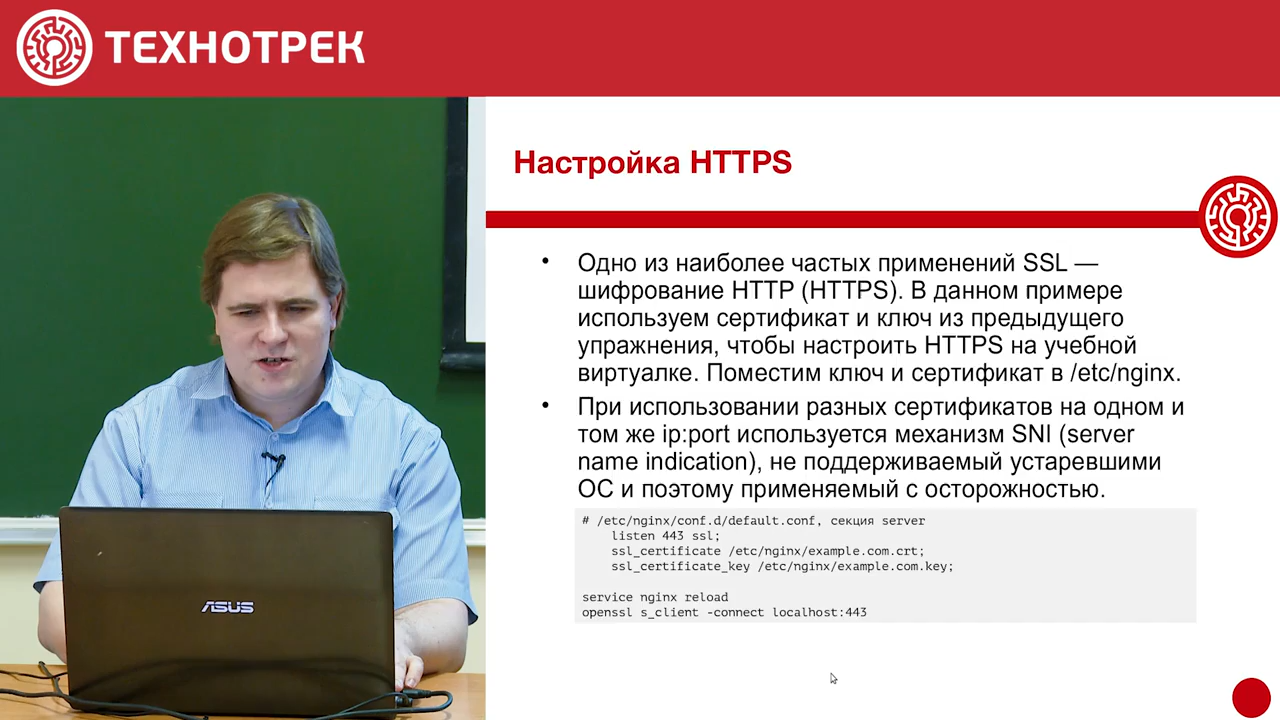 ТЕХНОТРЕК
Настройка HTTPS
• Одно из наиболее частых применений SSL —
шифрование HTTP (HTTPS). В данном примере
используем сертификат и ключ из предыдущего
упражнения, чтобы настроить HTTPS на учебной
виртуалке. Поместим ключ и сертификат в /etc/nginx.
• При использовании разных сертификатов на одном и
том же ip:port используется механизм SNI (server
name indication), не поддерживаемый устаревшими
ОС и поэтому применяемый с осторожностью.
# /etc/nginx/conf.d/default.conf, секция server
listen 443 ssl;
ssl_certificate /etc/nginx/example.com.crt;
ssl_certificate_key /etc/nginx/example.com.key;
service nginx reload
openssl s_client -connect localhost:443
ASUS